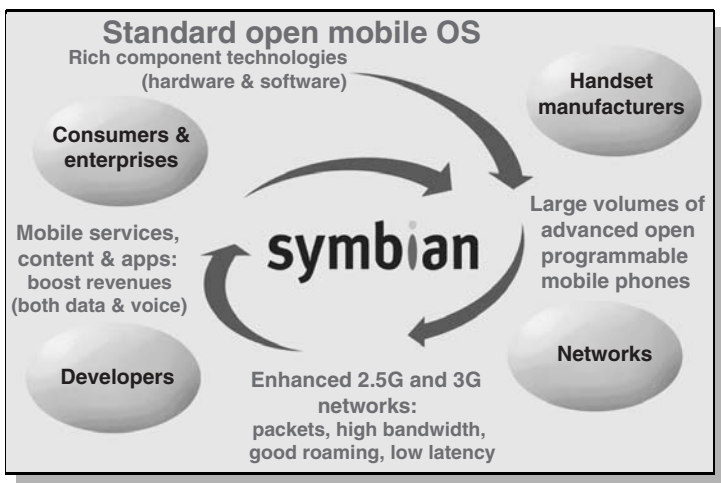 Standard open mobile OS
Rich component technologies
(hardware & software)
Handset
manufacturers
Consumers &
enterprises
Large volumes of
advanced open
programmable
mobile phones
symbian
Mobile services,
content & apps:
boost revenues
(both data & voice)
Networks
Developers
Enhanced 2.5G and 3G
networks:
packets, high bandwidth,
good roaming, low latency